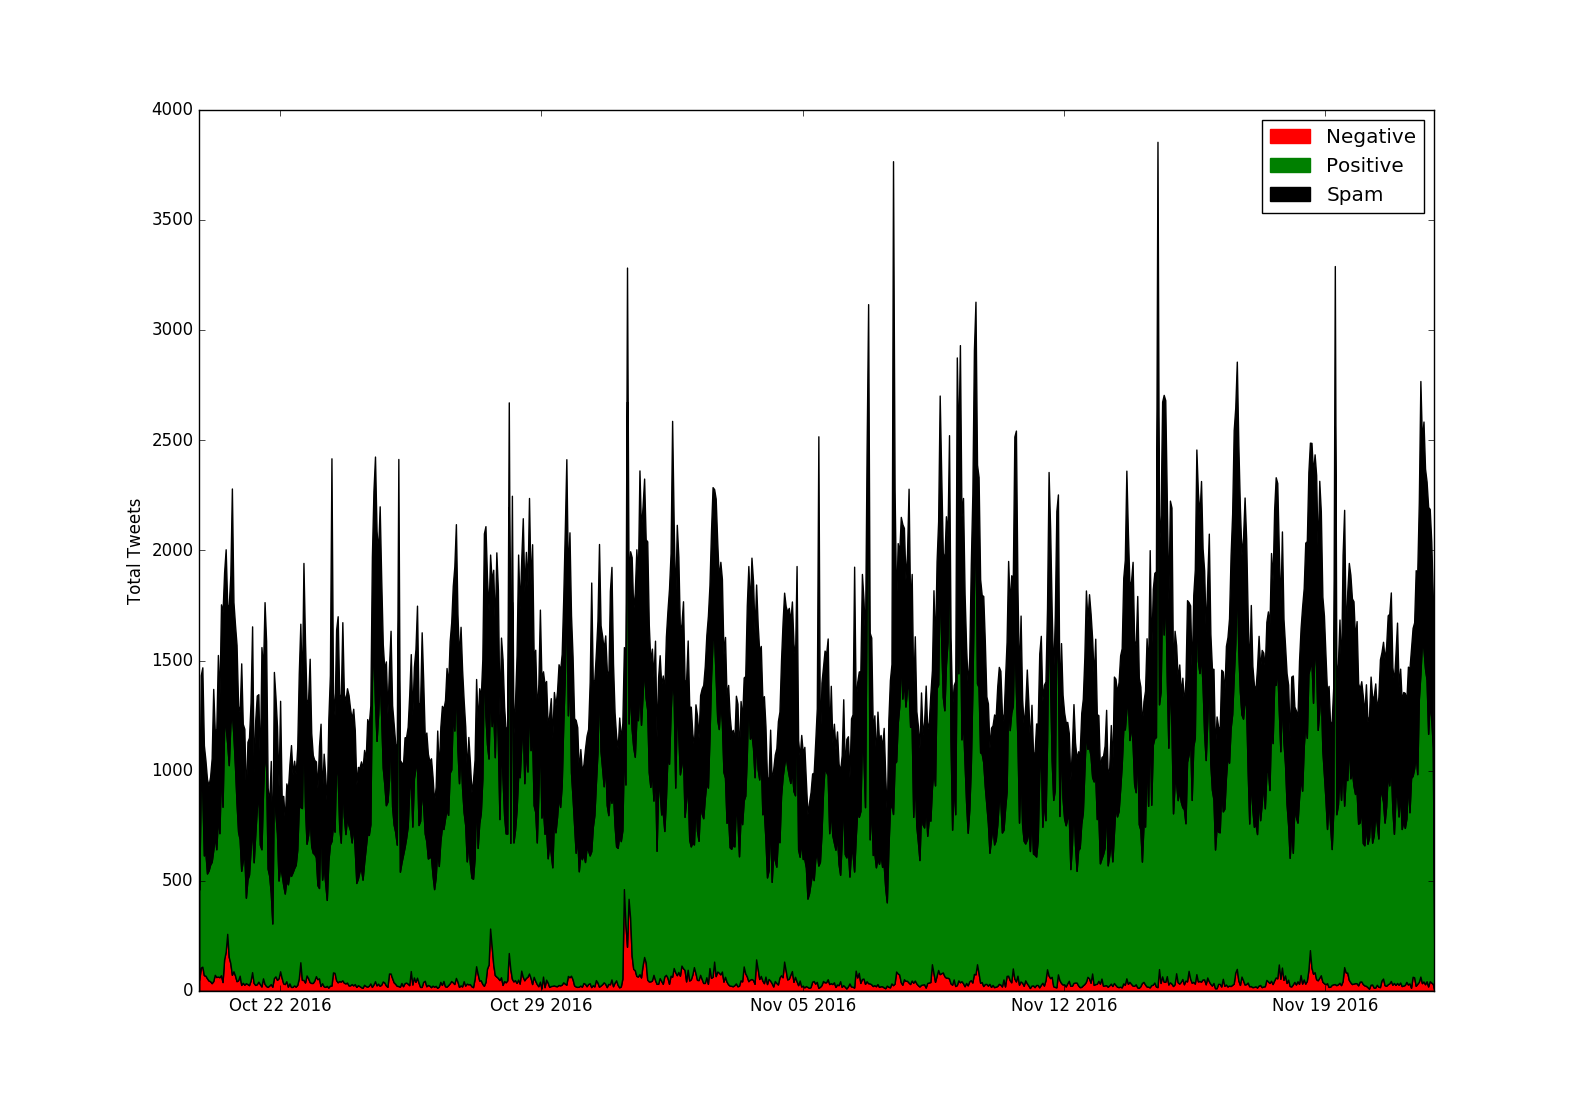 4000
3500
3000
2500
2000
1500
1000
500
0
Total Tweets
Negative
Positive
Spam
Oct 22 2016
Oct 29 2016
Nov 05 2016
Nov 12 2016
Nov 19 2016